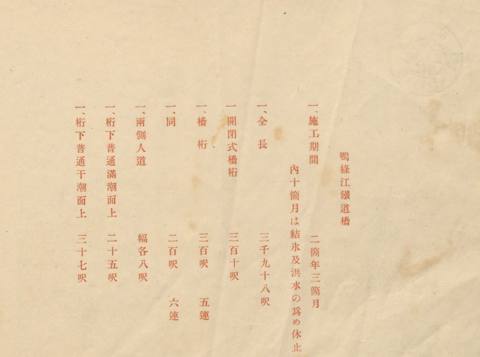 鴨綠江鐵道橋
一、施工期間　二箇年三箇月
內十箇月は結氷及洪水の爲め休止
一、全長　三千九十八呎
一、開閉式橋桁　三百十呎
一、橋桁　三百呎　五連
一、同　二百呎　六連
一、兩側人道　幅各八呎
一、桁下普通滿潮面上　二十五呎
一、桁下普通干潮面上　三十七呎